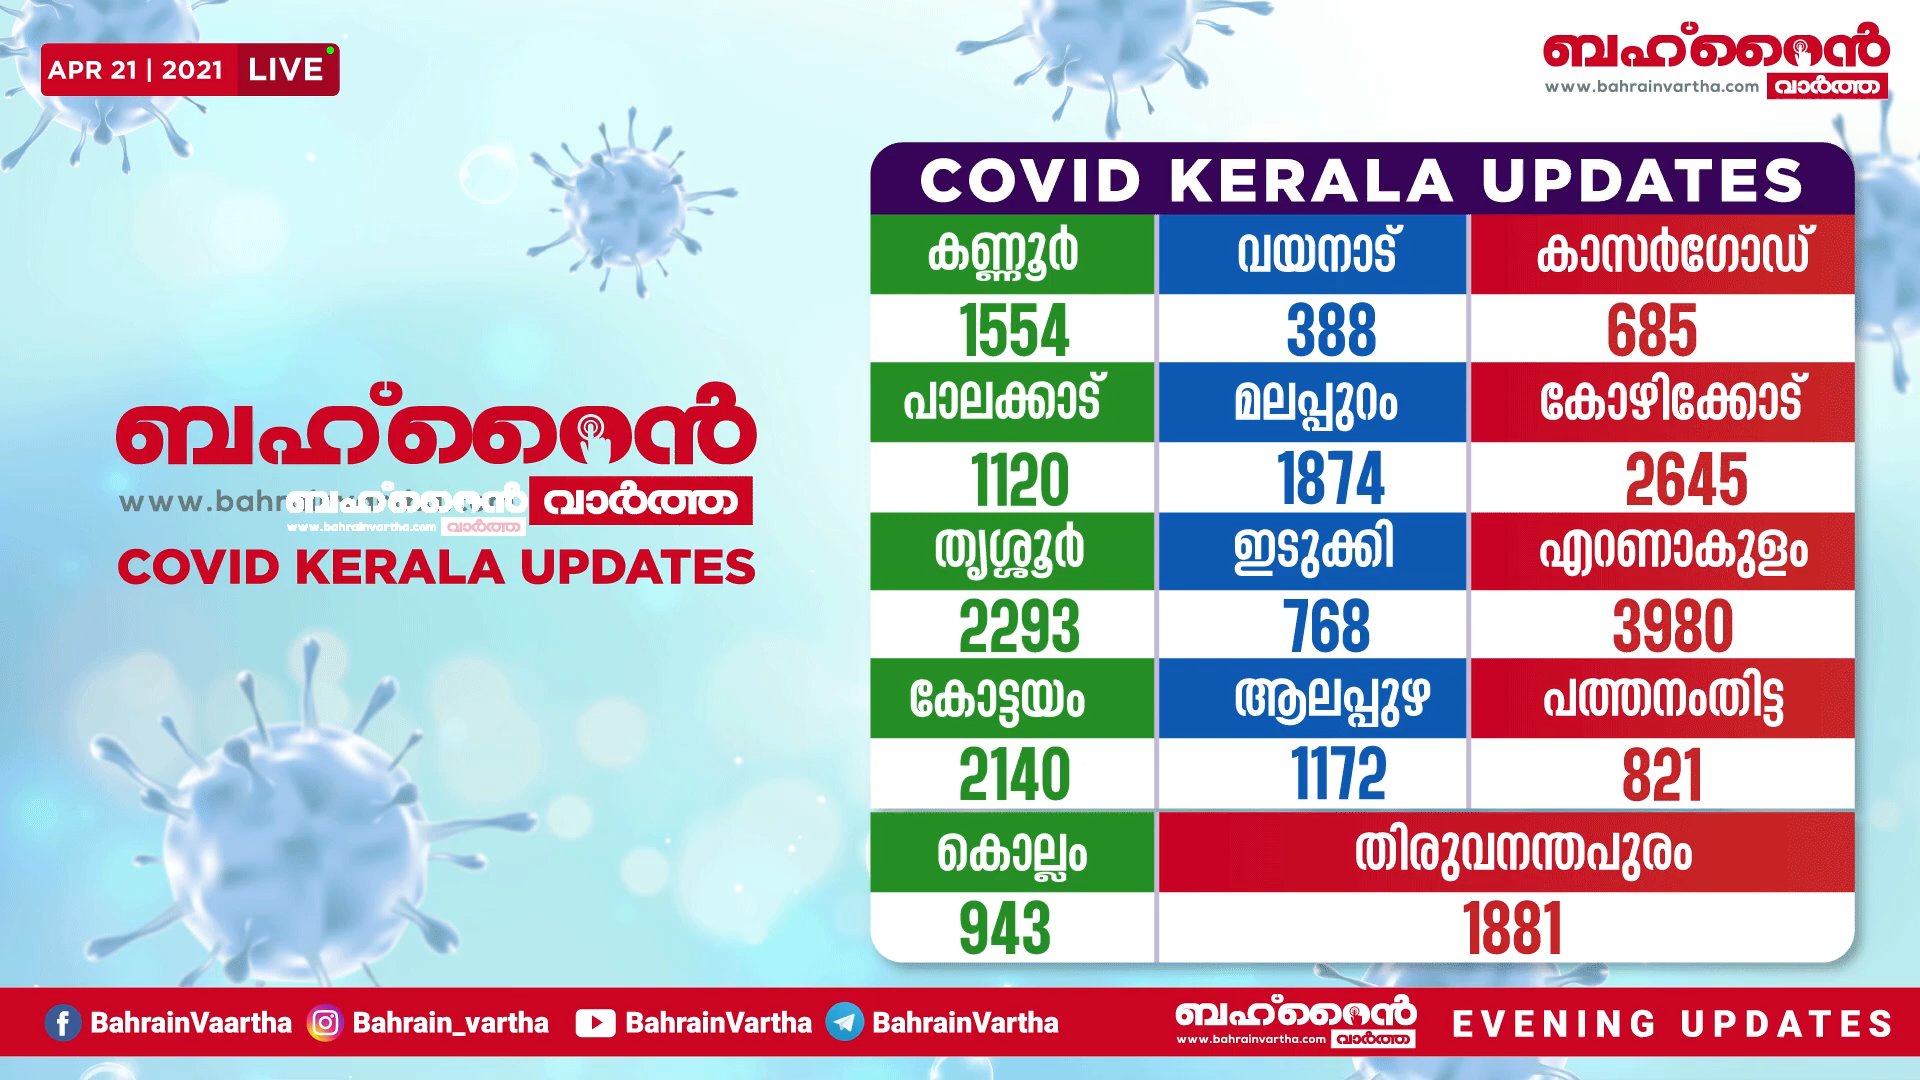 APR 21 | 2021 LIVE
ബഹ്റൈൻ
www.bahrainvartha.com വാർത്ത
COVID KERALA UPDATES
കണ്ണൂർ വയനാട് കാസർഗോഡ്
1554 388 685
പാലക്കാട് മലപ്പുറം കോഴിക്കോട്
1120 1874 2645
തൃശ്ശൂർ ഇടുക്കി എറണാകുളം
2293 768 3980
കോട്ടയം ആലപ്പുഴ പത്തനംതിട്ട
2140 1172 821
കൊല്ലം തിരുവനന്തപുരം
943 1881
ബഹ്റൈൻ
വാർത്ത
ബഹ്റൈൻ
www.bahrainvartha.com വാർത്ത
COVID KERALA UPDATES
BahrainVaartha Bahrain_vartha BahrainVartha BahrainVartha
ബഹ്റൈൻ
www.bahrainvartha.com വാർത്ത
EVENING UPDATES